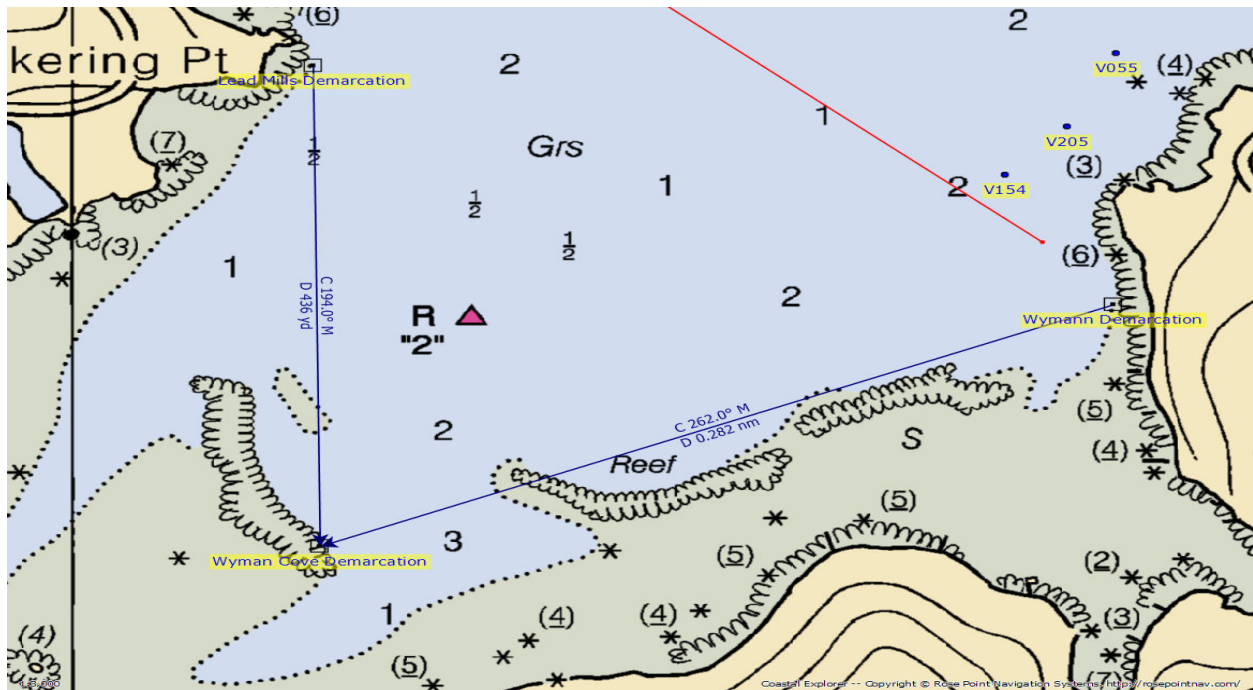 (6)
2
2
V055
(4)
kering Pt
Lead Mills Demarcation
1
V205
Grs
1/2
(7)
(3)
1
2
V154
1/2
(3)
1/2
(6)
1
C 194.0° M
D 436 yd
2
R
"2"
Wymann Demarcation
C 262.0° M
D 0.282 nm
(5)
2
S
(4)
Reef
(5)
3
Wyman Cove Demarcation
(5)
(2)
1
(4)
(4)
(3)
(4)
(5)
(7)
Coastal Explorer -- Copyright © Rose Point Navigation Systems, http://rosepointnav.com/